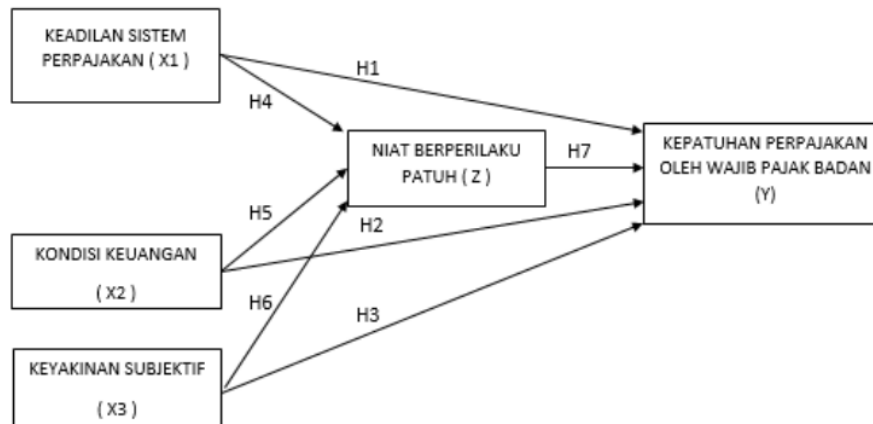 KEADILAN SISTEM
PERPAJAKAN ( X1 )
H1
H4
NIAT BERPERILAKU
PATUH ( Z )
H7
KEPATUHAN PERPAJAKAN
OLEH WAJIB PAJAK BADAN
(Y)
H5
H2
KONDISI KEUANGAN
( X2 )
H6
H3
KEYAKINAN SUBJEKTIF
( X3 )